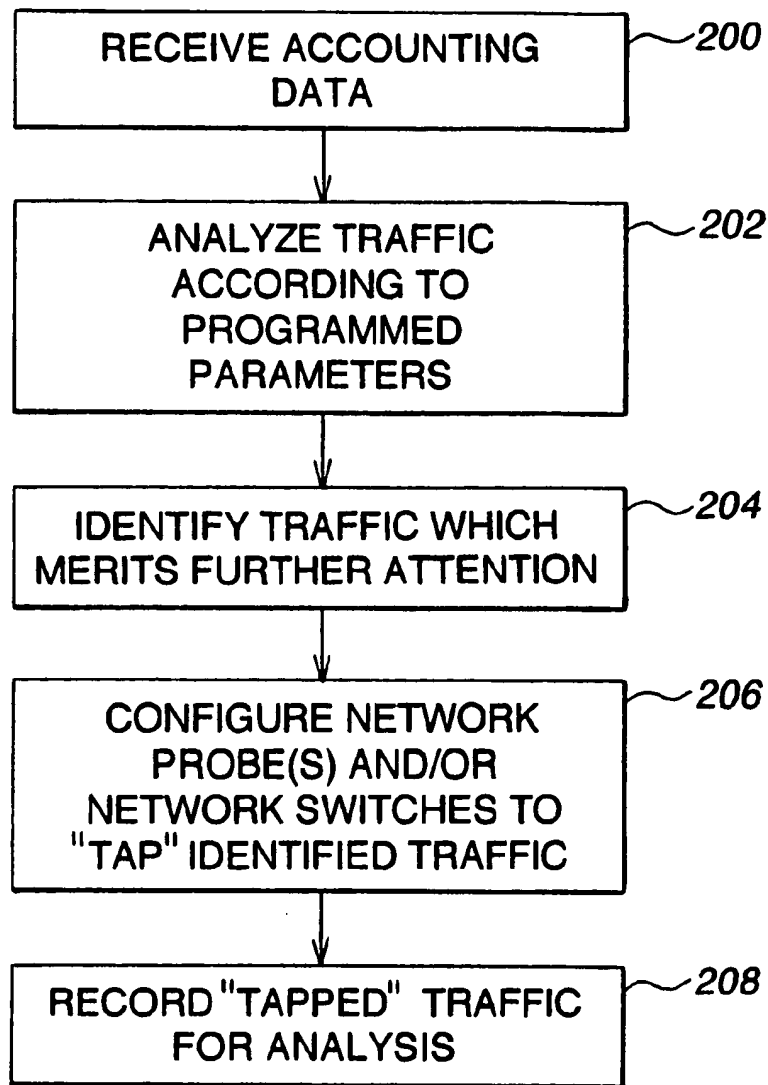 RECEIVE ACCOUNTING
DATA
200
ANALYZE TRAFFIC
ACCORDING TO
PROGRAMMED
PARAMETERS
202
IDENTIFY TRAFFIC WHICH
MERITS FURTHER ATTENTION
204
CONFIGURE NETWORK
PROBE(S) AND/OR
NETWORK SWITCHES TO
"TAP" IDENTIFIED TRAFFIC
206
RECORD "TAPPED" TRAFFIC
FOR ANALYSIS
208